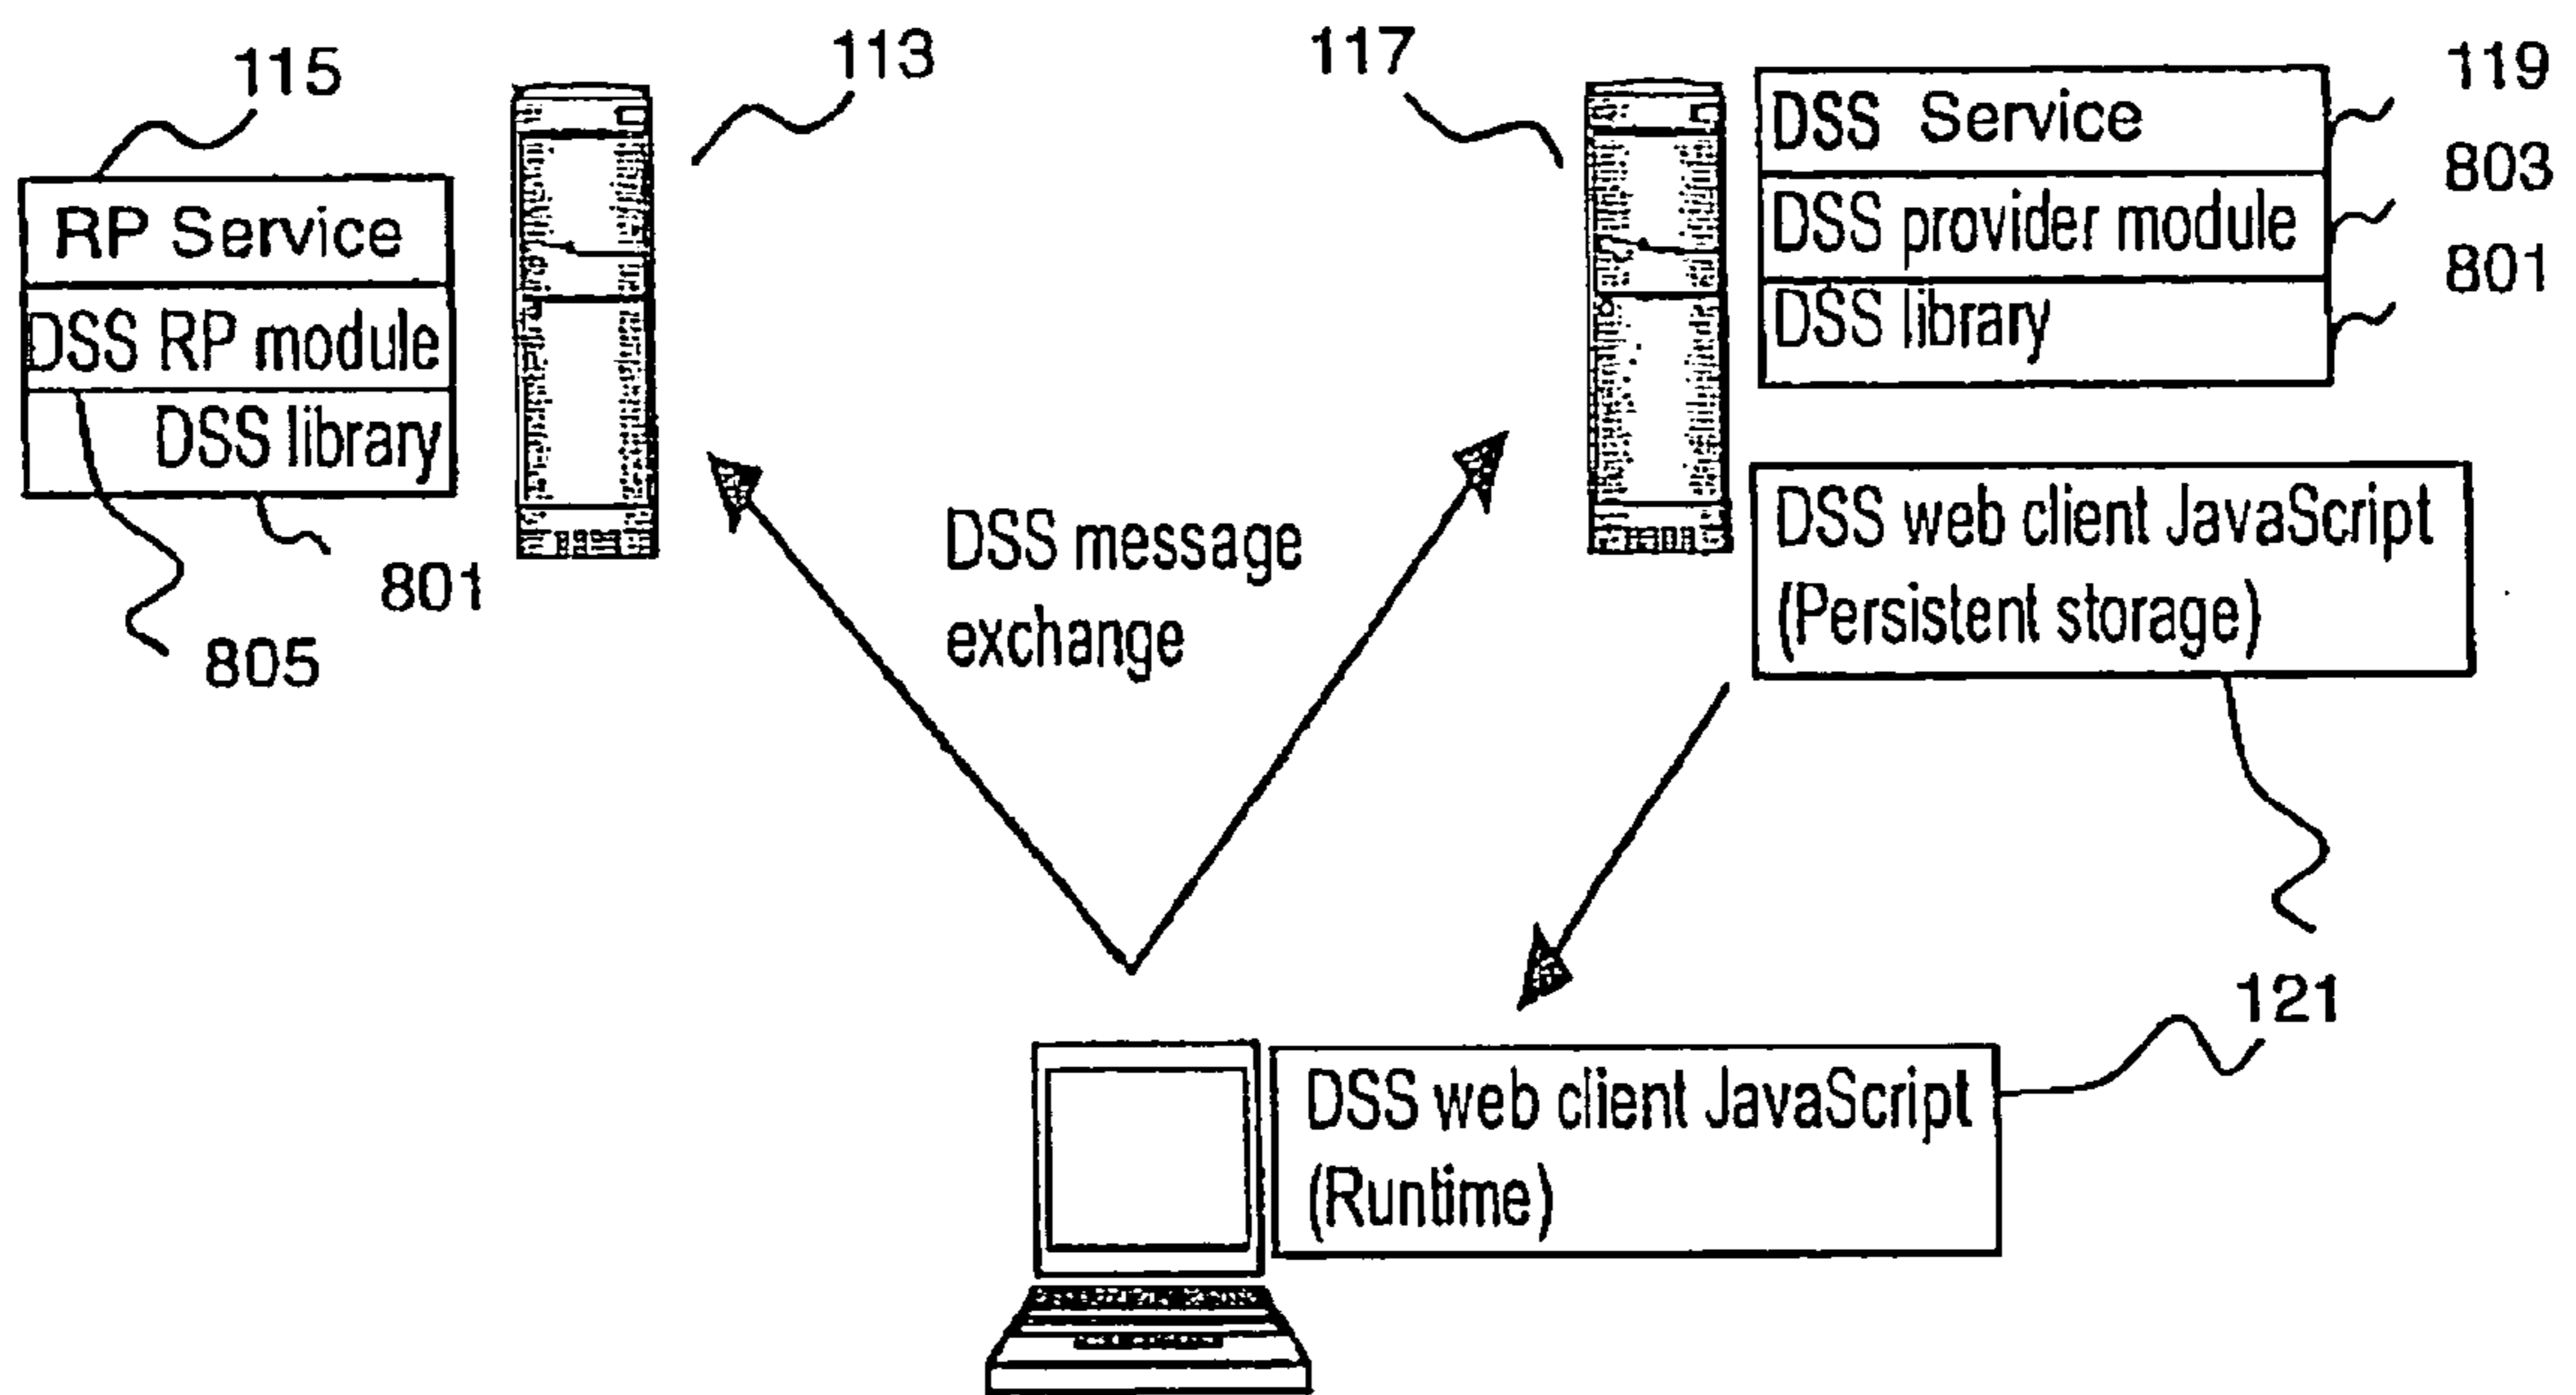 115
113
117
119
803
801
RP Service
DSS RP module
DSS library
801
805
DSS Service
DSS provider module
DSS library
DSS message
exchange
DSS web client JavaScript
(Persistent storage)
121
DSS web client JavaScript
(Runtime)